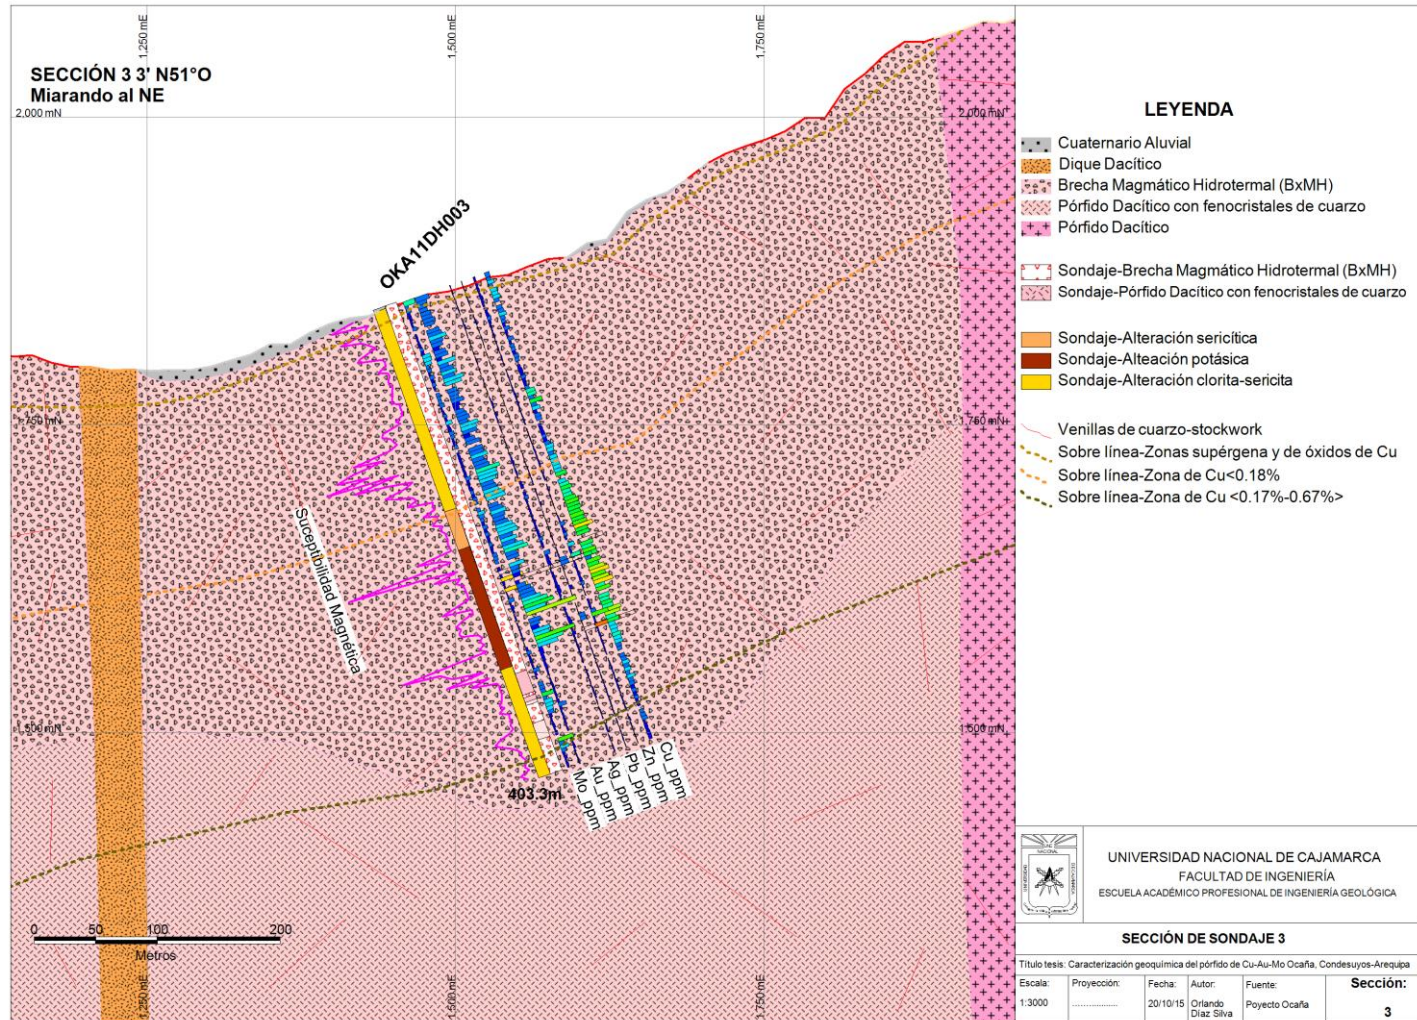 1,250 mE
1,500 mE
1,750 mE
SECCIÓN 3 3' N51°O
Miarando al NE
2,000 mN
2,000 mN
OKA11DH003
1,750 mN
1,750 mN
Suceptibilidad Magnética
1,500 mN
1,500 mN
403.3m
Mo_ppm
Au_ppm
Ag_ppm
Pb_ppm
Zn_ppm
Cu_ppm
0 50 100 200
Metros
1,250 mE
1,500 mE
1,750 mE
LEYENDA
Cuaternario Aluvial
Dique Dacítico
Brecha Magmático Hidrotermal (BxMH)
Pórfido Dacítico con fenocristales de cuarzo
Pórfido Dacítico
Sondaje-Brecha Magmático Hidrotermal (BxMH)
Sondaje-Pórfido Dacítico con fenocristales de cuarzo
Sondaje-Alteración sericítica
Sondaje-Alteación potásica
Sondaje-Alteración clorita-sericita
Venillas de cuarzo-stockwork
Sobre línea-Zonas supérgena y de óxidos de Cu
Sobre línea-Zona de Cu<0.18%
Sobre línea-Zona de Cu <0.17%-0.67%>
UNIVERSIDAD NACIONAL DE CAJAMARCA
FACULTAD DE INGENIERÍA
ESCUELA ACADÉMICO PROFESIONAL DE INGENIERÍA GEOLÓGICA
SECCIÓN DE SONDAJE 3
Título tesis: Caracterización geoquímica del pórfido de Cu-Au-Mo Ocaña, Condesuyos-Arequipa
Escala: Proyección: Fecha: Autor: Fuente: Sección:
1:3000 .................. 20/10/15 Orlando Díaz Silva Poyecto Ocaña 3